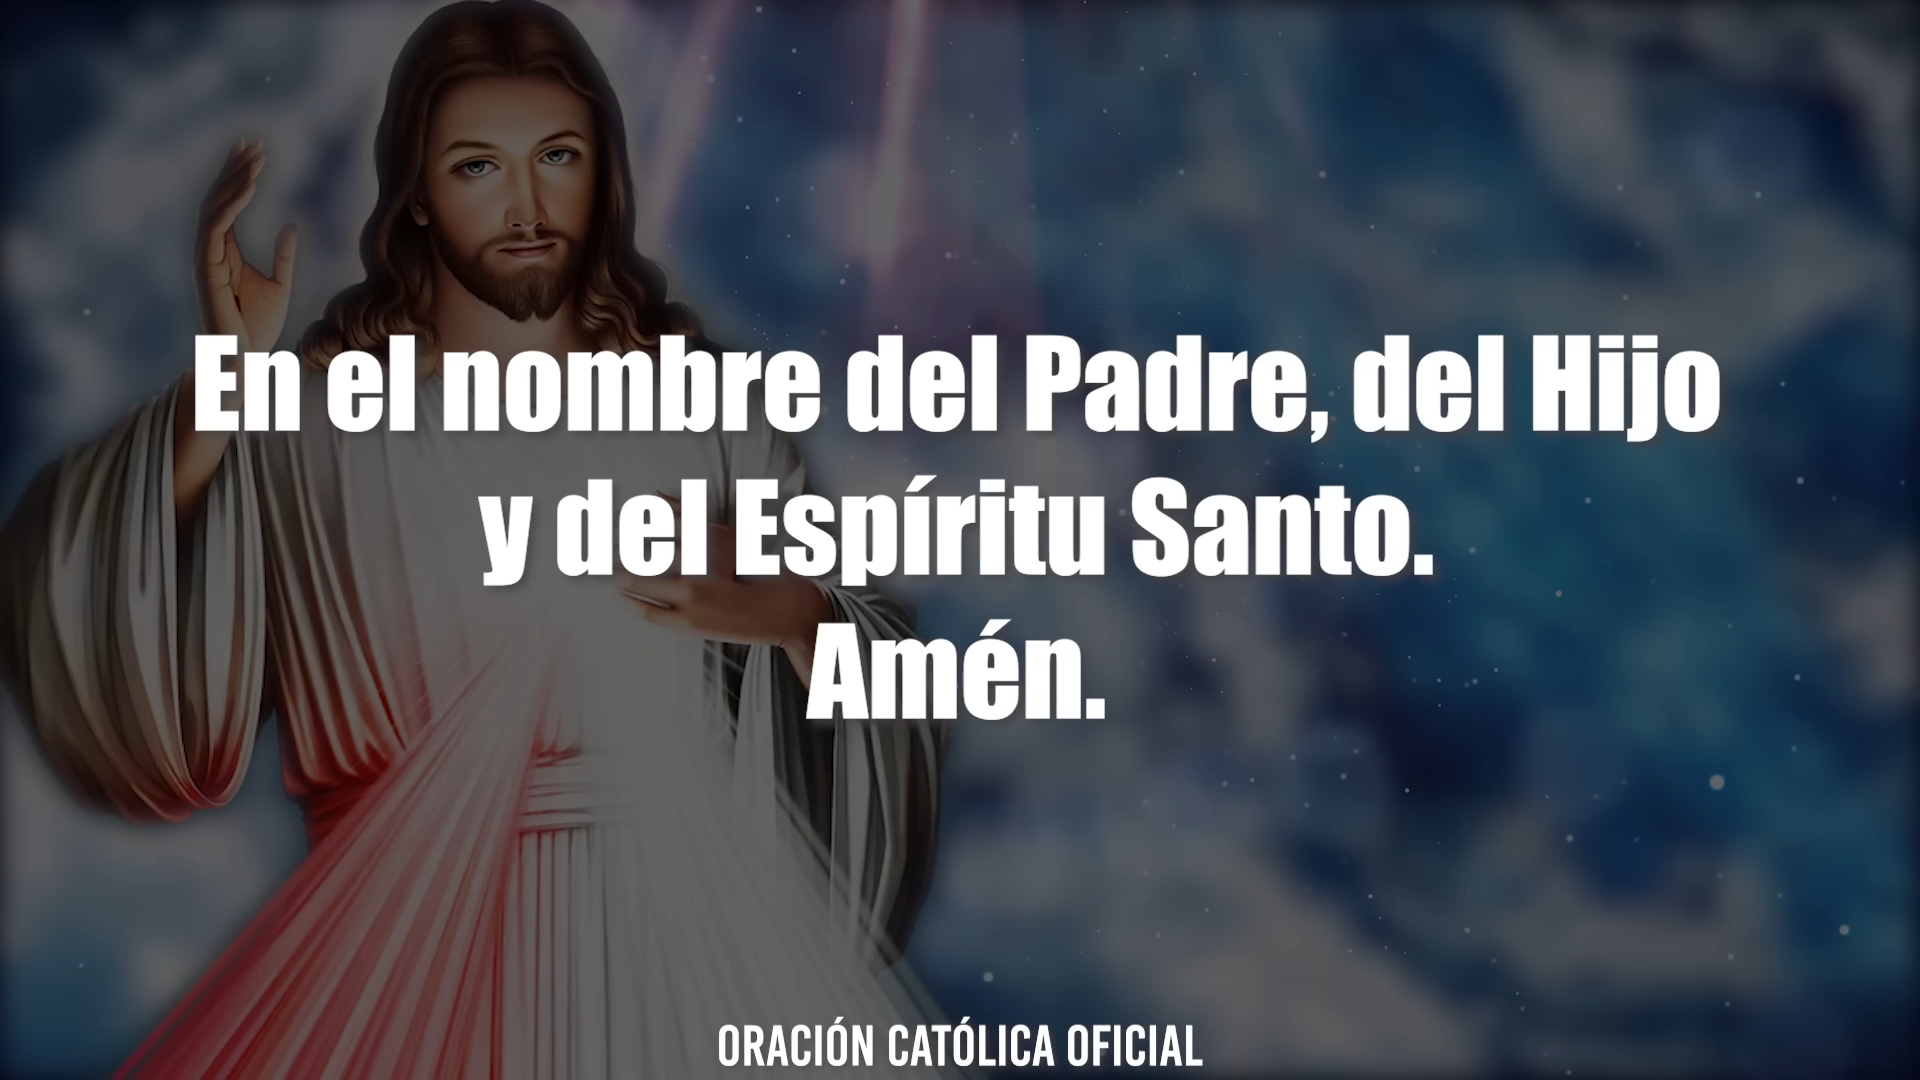 En el nombre del Padre, del Hijo
y del Espíritu Santo.
Amén.
ORACIÓN CATÓLICA OFICIAL